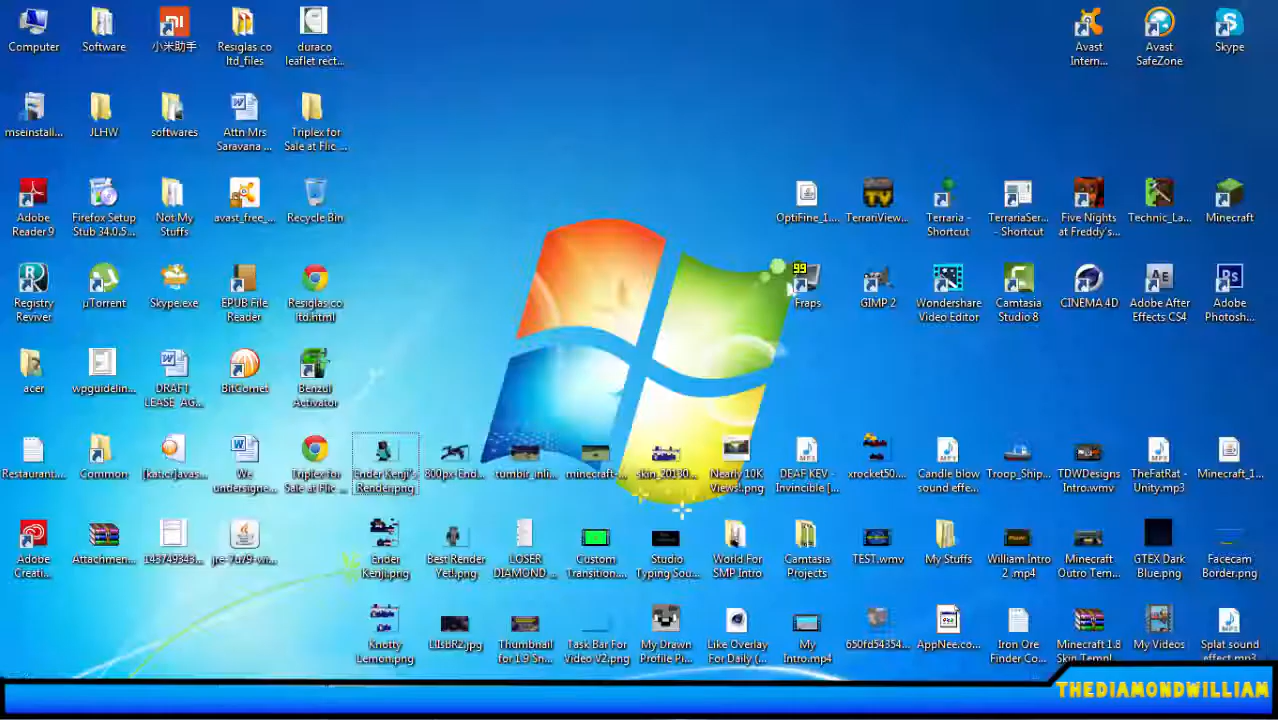 Computer
Software
小米助手
Resiglas co
ltd_files
duraco
leaflet rect...
Avast
Intern...
Avast
SafeZone
Skype
mseinstall...
JLHW
softwares
Attn Mrs
Saravana ...
Triplex for
Sale at Flic ...
Adobe
Reader 9
Firefox Setup
Stub 34.0.5...
Not My
Stuffs
avast_free_...
Recycle Bin
OptiFine_1...
TerrariView...
Terraria -
Shortcut
TerrariaSer...
- Shortcut
Five Nights
at Freddy's...
Technic_La...
Minecraft
Registry
Reviver
µTorrent
Skype.exe
EPUB File
Reader
Resiglas co
ltd.html
99
Fraps
GIMP 2
Wondershare
Video Editor
Camtasia
Studio 8
CINEMA 4D
Adobe After
Effects CS4
Adobe
Photosh...
acer
wpguidelin...
DRAFT
LEASE AG...
BitComet
Benzul
Activator
Restaurant...
Common
We
undersigne...
Triplex for
Sale at Flic ...
Ender Kenji's
Render.png
800px-End...
tumblr_inli...
minecraft-...
skin_20130...
Nearly 10K
Views!.png
DEAF KEV -
Invincible [...
xrocket50...
Candle blow
sound effe...
Troop_Ship...
TDWDesigns
Intro.wmv
TheFatRat -
Unity.mp3
Minecraft_1...
Adobe
Creati...
Attachmen...
143749343...
jre-7u79-wi...
Ender
Kenji.png
Best Render
Yet!.png
LOSER
DIAMOND ...
Custom
Transition...
Studio
Typing Sou...
World For
SMP Intro
Camtasia
Projects
TEST.wmv
My Stuffs
William Intro
2 .mp4
Minecraft
Outro Tem...
GTEX Dark
Blue.png
Facecam
Border.png
Knotty
Lemon.png
Thumbnail
for 1.9 Sn...
Task Bar For
Video V2.png
My Drawn
Profile Pi...
Like Overlay
For Daily (...
My
Intro.mp4
650fd54354...
AppNee.co...
Iron Ore
Finder Co...
Minecraft 1.8
Skin Templ...
My Videos
Splat sound
effect.mp3
THEDIAMONDWILLIAM